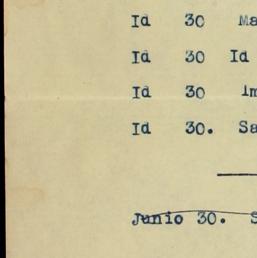 Id 30 Ma
Id 30 Id
Id 30 im
Id 30. Sa
Junio 30. S